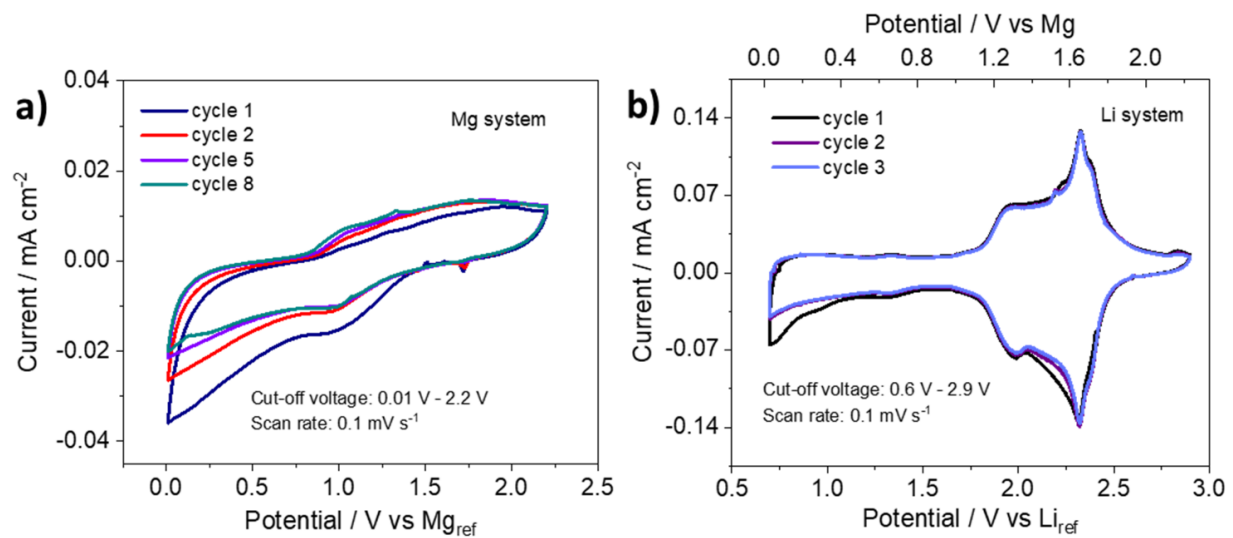 a)
0.04
0.02
0.00
-0.02
-0.04
Current / mA cm⁻²
cycle 1
cycle 2
cycle 5
cycle 8
Mg system
Cut-off voltage: 0.01 V - 2.2 V
Scan rate: 0.1 mV s⁻¹
0.0 0.5 1.0 1.5 2.0 2.5
Potential / V vs Mg_ref
b)
Potential / V vs Mg
0.0 0.4 0.8 1.2 1.6 2.0
0.14
0.07
0.00
-0.07
-0.14
Current / mA cm⁻²
cycle 1
cycle 2
cycle 3
Li system
Cut-off voltage: 0.6 V - 2.9 V
Scan rate: 0.1 mV s⁻¹
0.5 1.0 1.5 2.0 2.5 3.0
Potential / V vs Li_ref